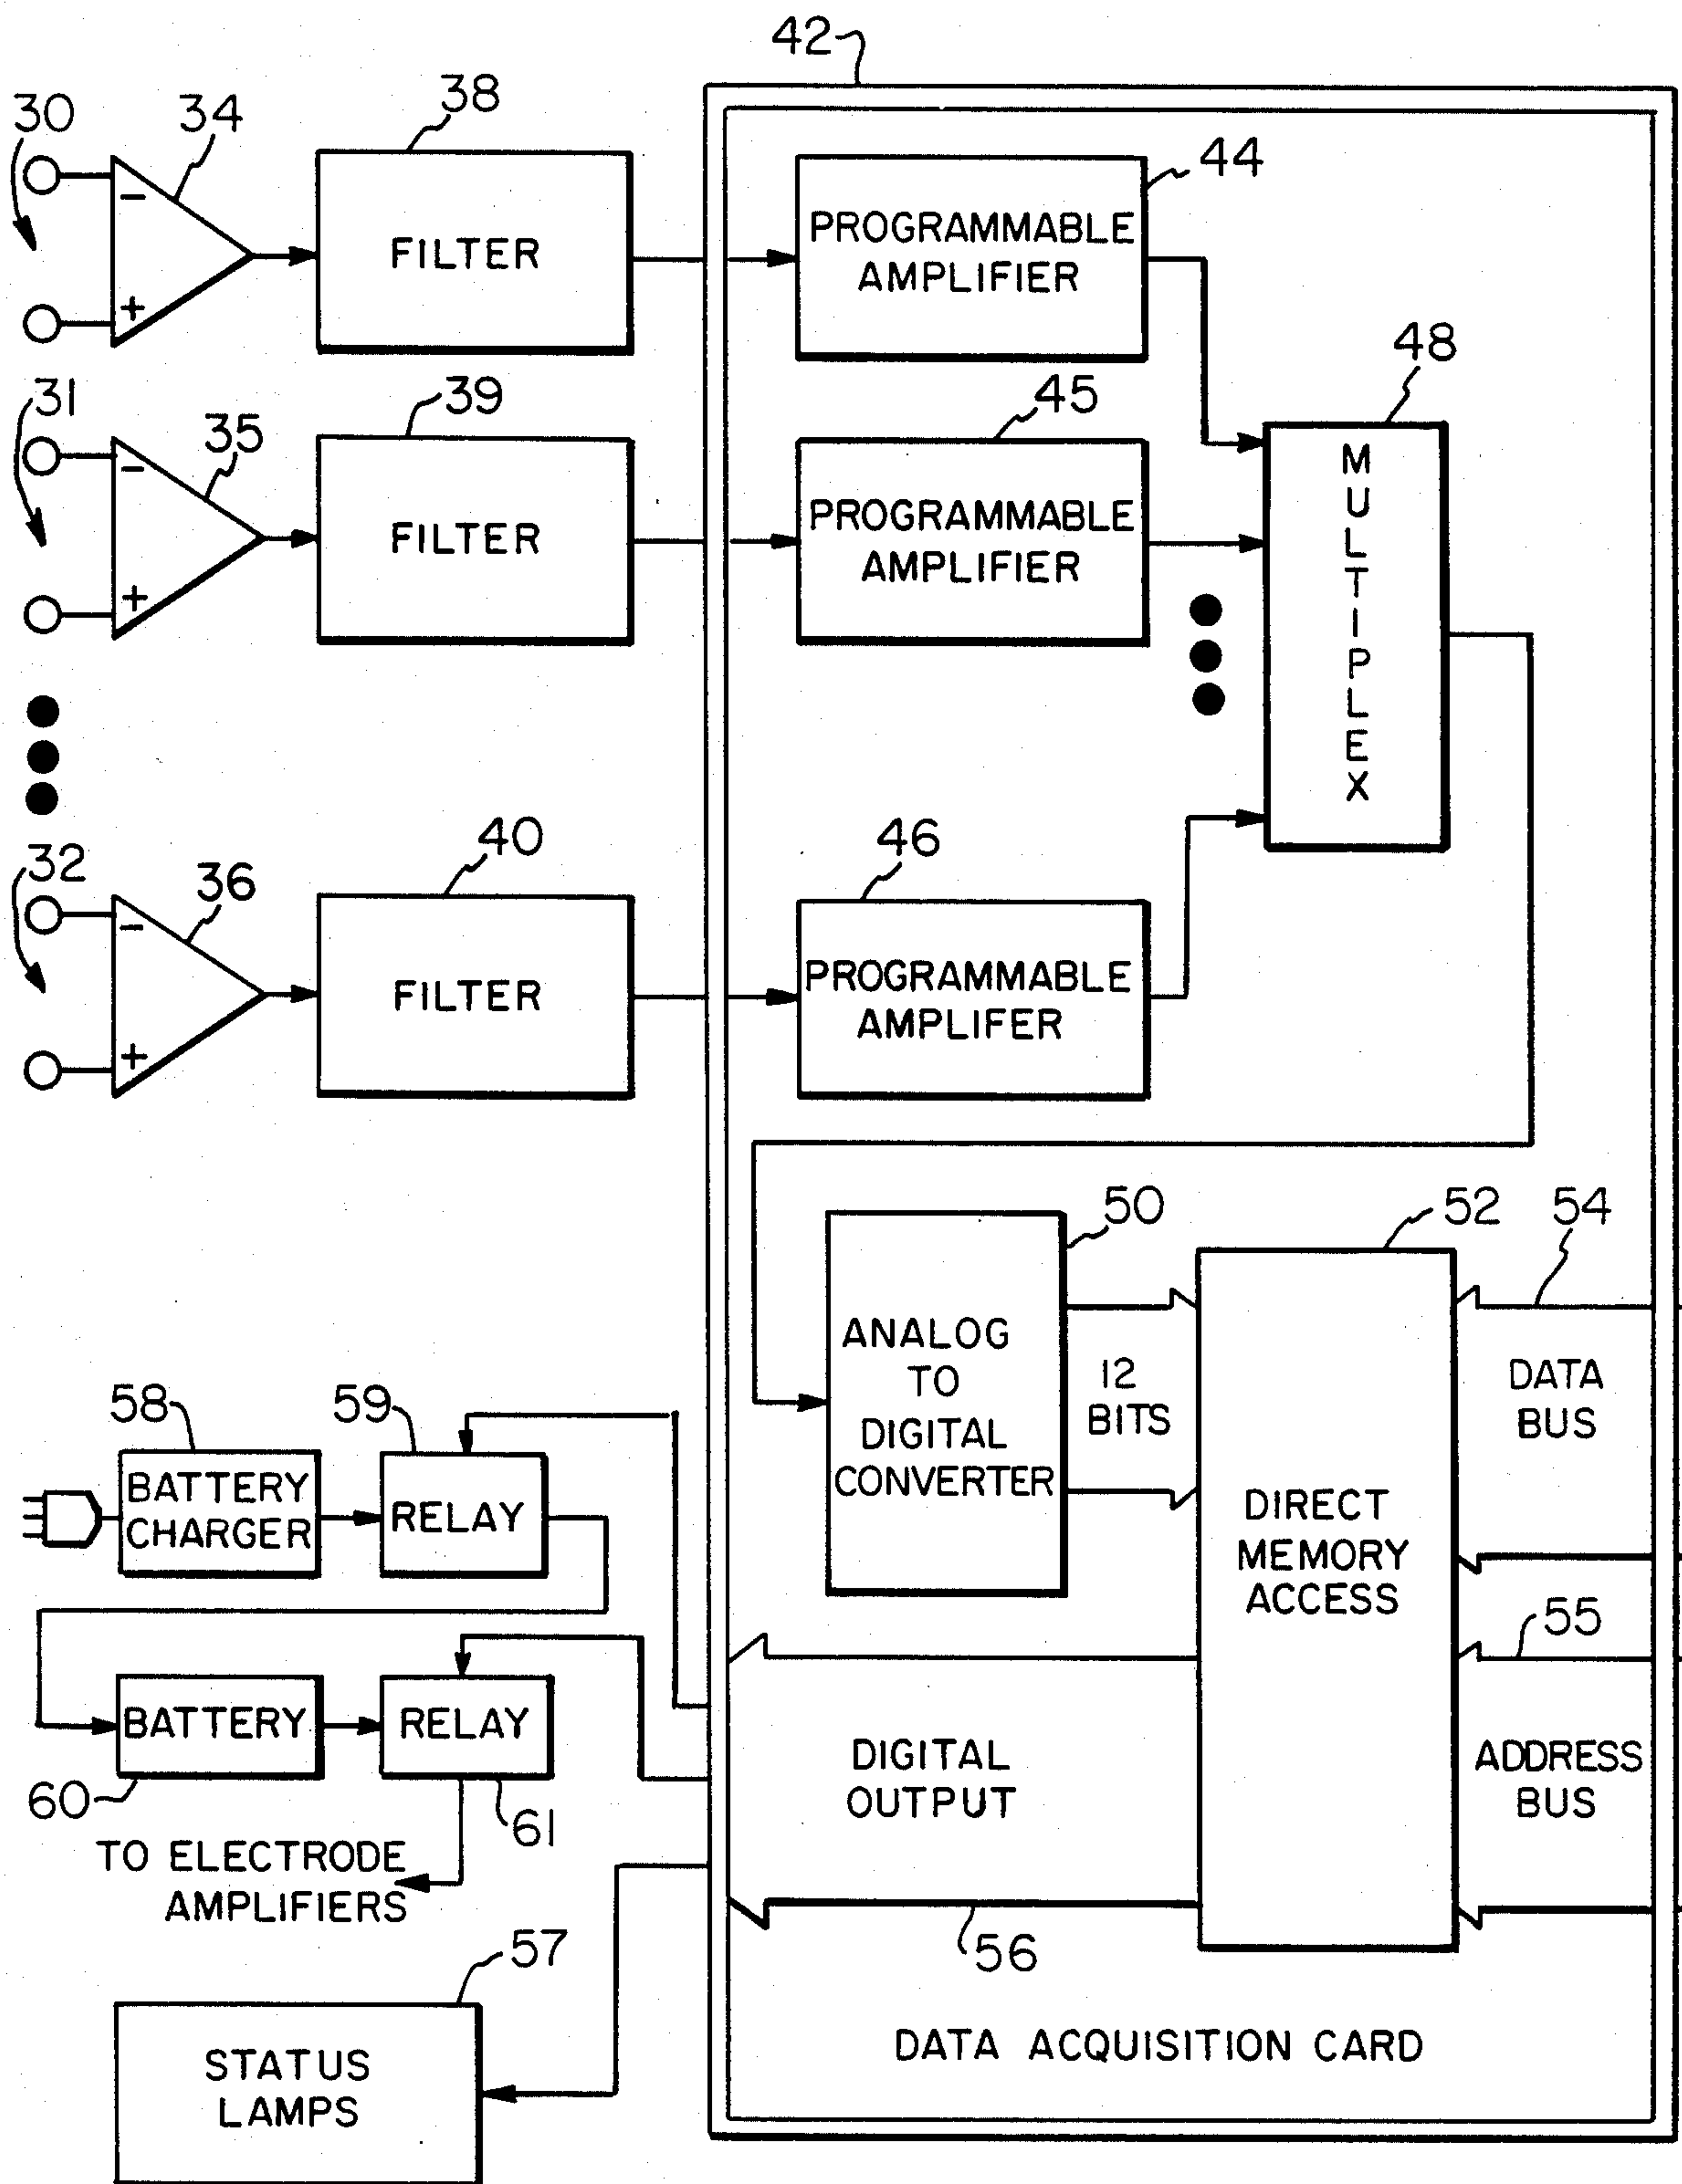 42
30
34
38
44
FILTER
PROGRAMMABLE
AMPLIFIER
-
+
31
35
39
45
48
FILTER
PROGRAMMABLE
AMPLIFIER
-
+
MULTIPLEX
32
36
40
46
FILTER
PROGRAMMABLE
AMPLIFER
-
+
50
52
54
ANALOG
TO
DIGITAL
CONVERTER
12
BITS
DIRECT
MEMORY
ACCESS
DATA
BUS
58
59
BATTERY
CHARGER
RELAY
55
BATTERY
RELAY
60
61
TO ELECTRODE
AMPLIFIERS
DIGITAL
OUTPUT
ADDRESS
BUS
56
57
STATUS
LAMPS
DATA ACQUISITION CARD